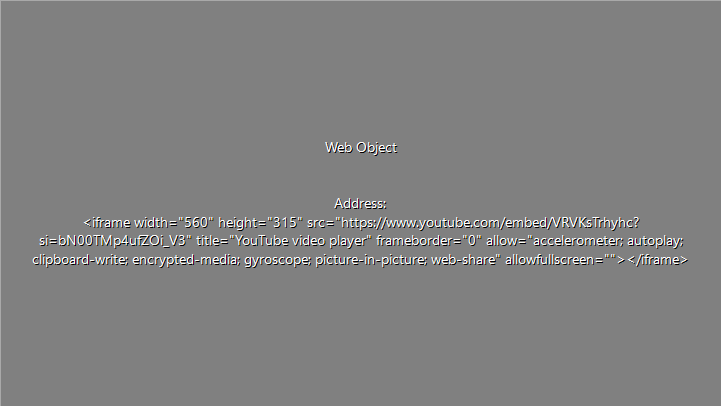 Web Object
Address:
<iframe width="560" height="315" src="https://www.youtube.com/embed/VRVKsTrhyhc?
si=bN00TMp4ufZOi_V3" title="YouTube video player" frameborder="0" allow="accelerometer; autoplay;
clipboard-write; encrypted-media; gyroscope; picture-in-picture; web-share" allowfullscreen=""></iframe>